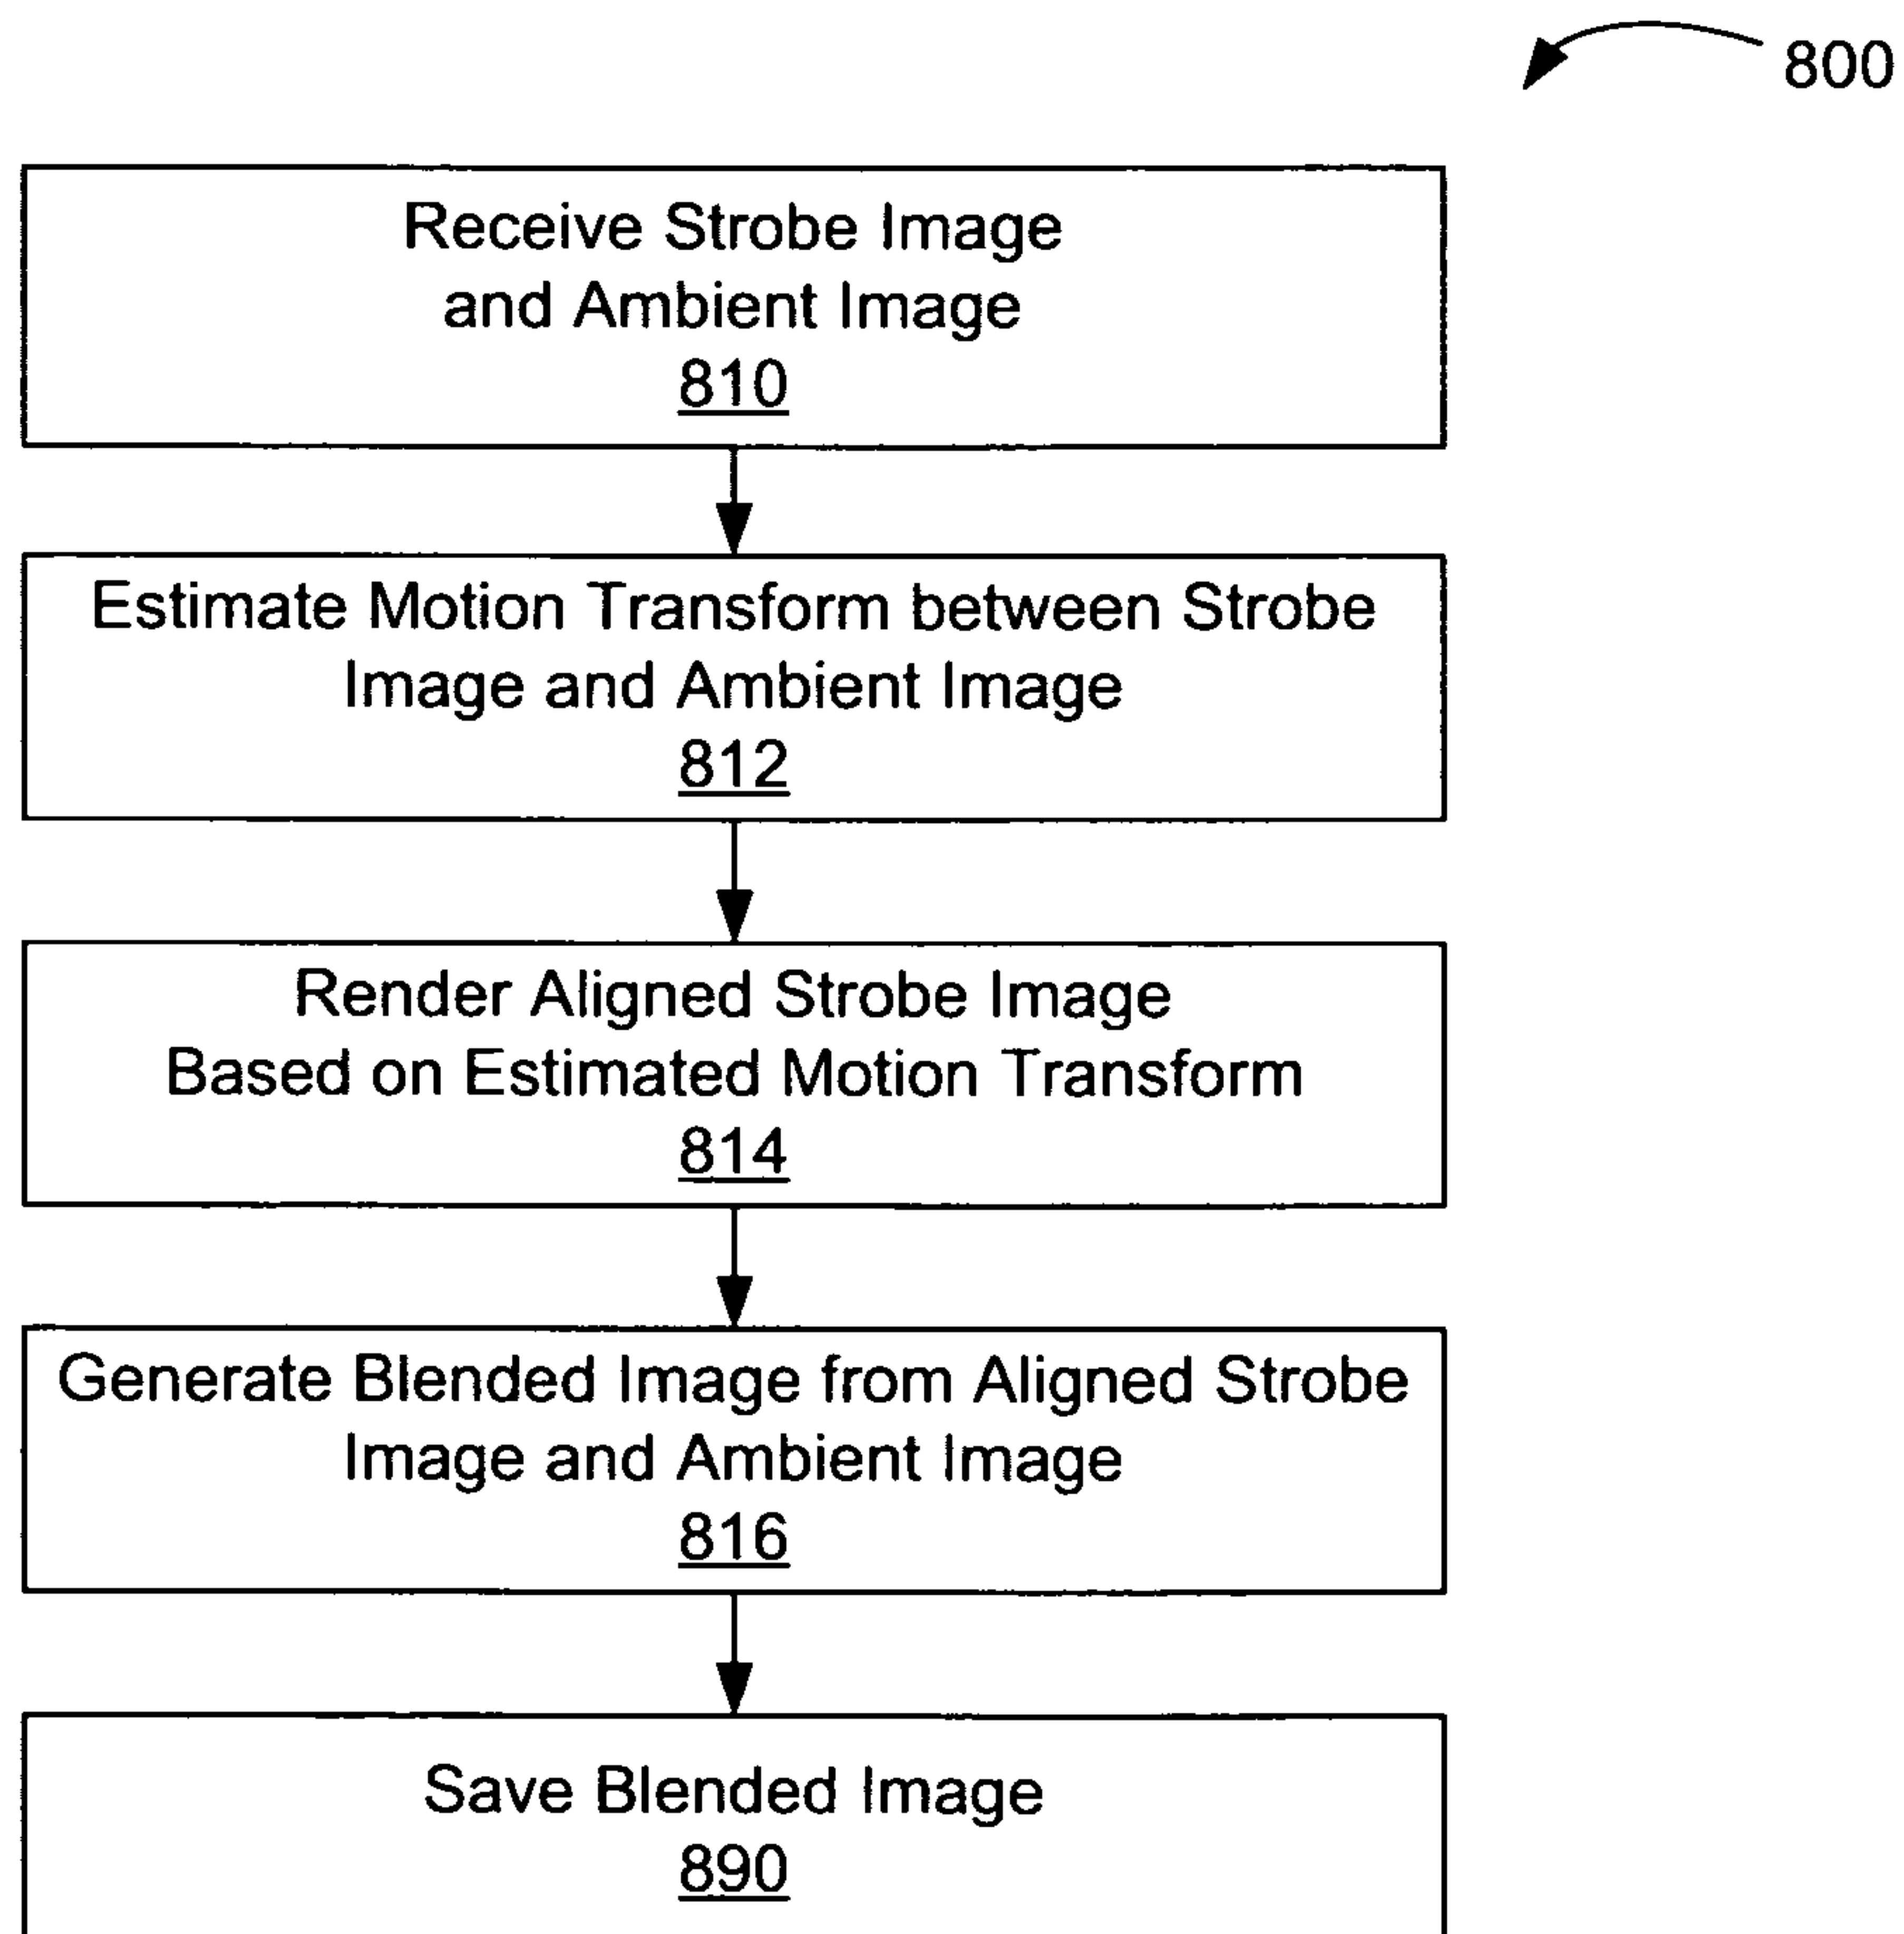 800
Receive Strobe Image
and Ambient Image
810
Estimate Motion Transform between Strobe
Image and Ambient Image
812
Render Aligned Strobe Image
Based on Estimated Motion Transform
814
Generate Blended Image from Aligned Strobe
Image and Ambient Image
816
Save Blended Image
890